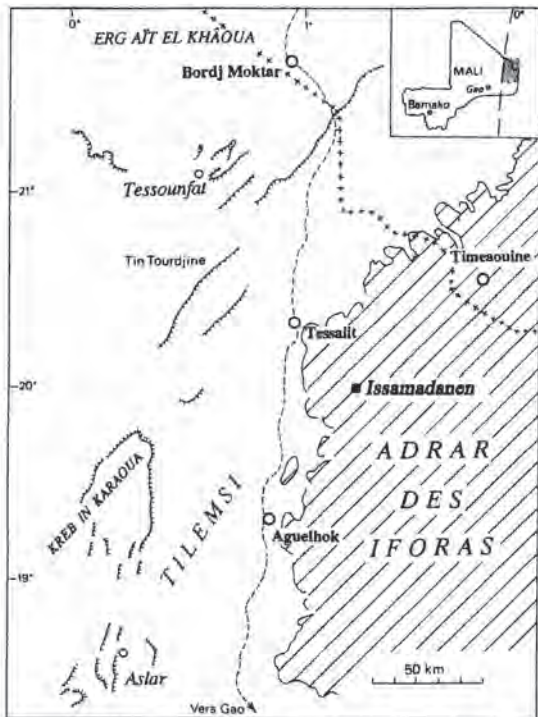 0°
1°
0°
ERG AÏT EL KHÂOUA
Bordj Moktar
MALI
Gao
Bamako
21°
Tessounfat
Tin Tourdjine
Timeaouine
Tessalit
20°
Issamadanen
ADRAR
DES
IFORAS
KREB IN KARAOUA
TILEMSI
Aguelhok
19°
Aslar
50 km
Vers Gao